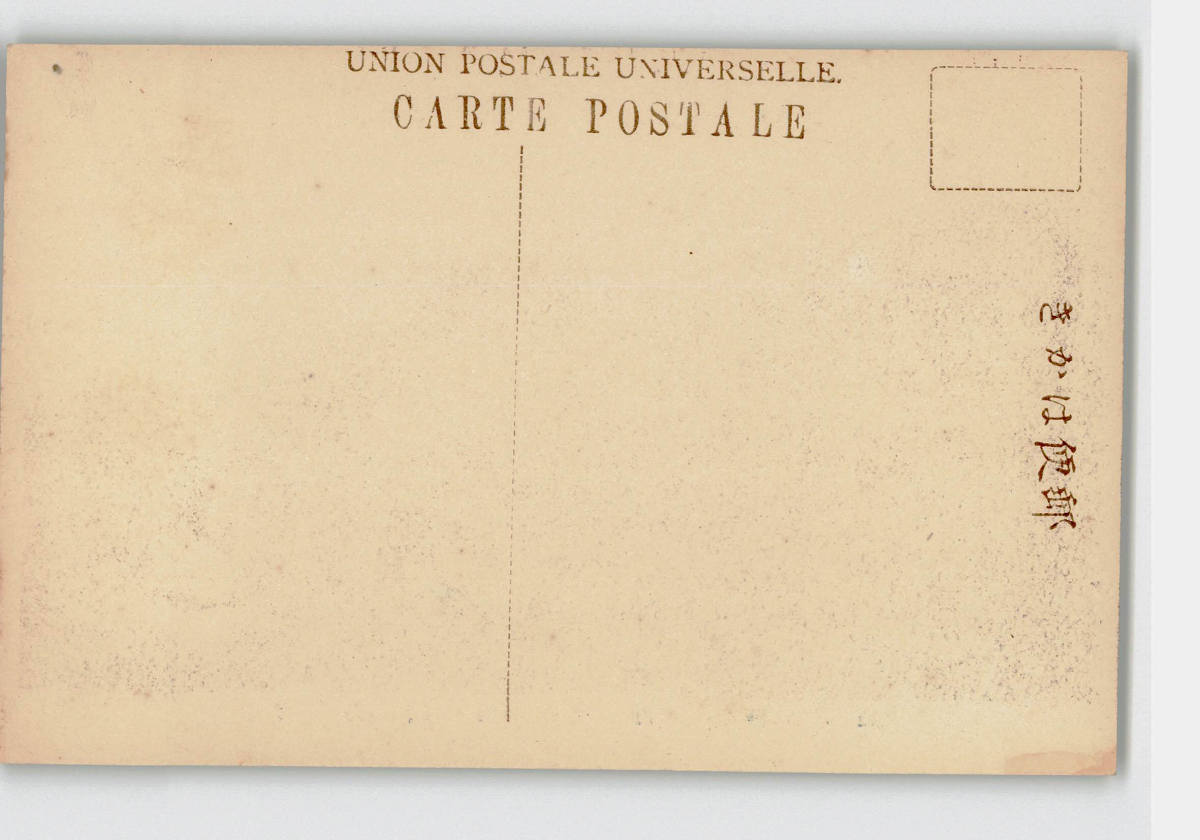 UNION POSTALE UNIVERSELLE.
CARTE POSTALE
郵便はかき